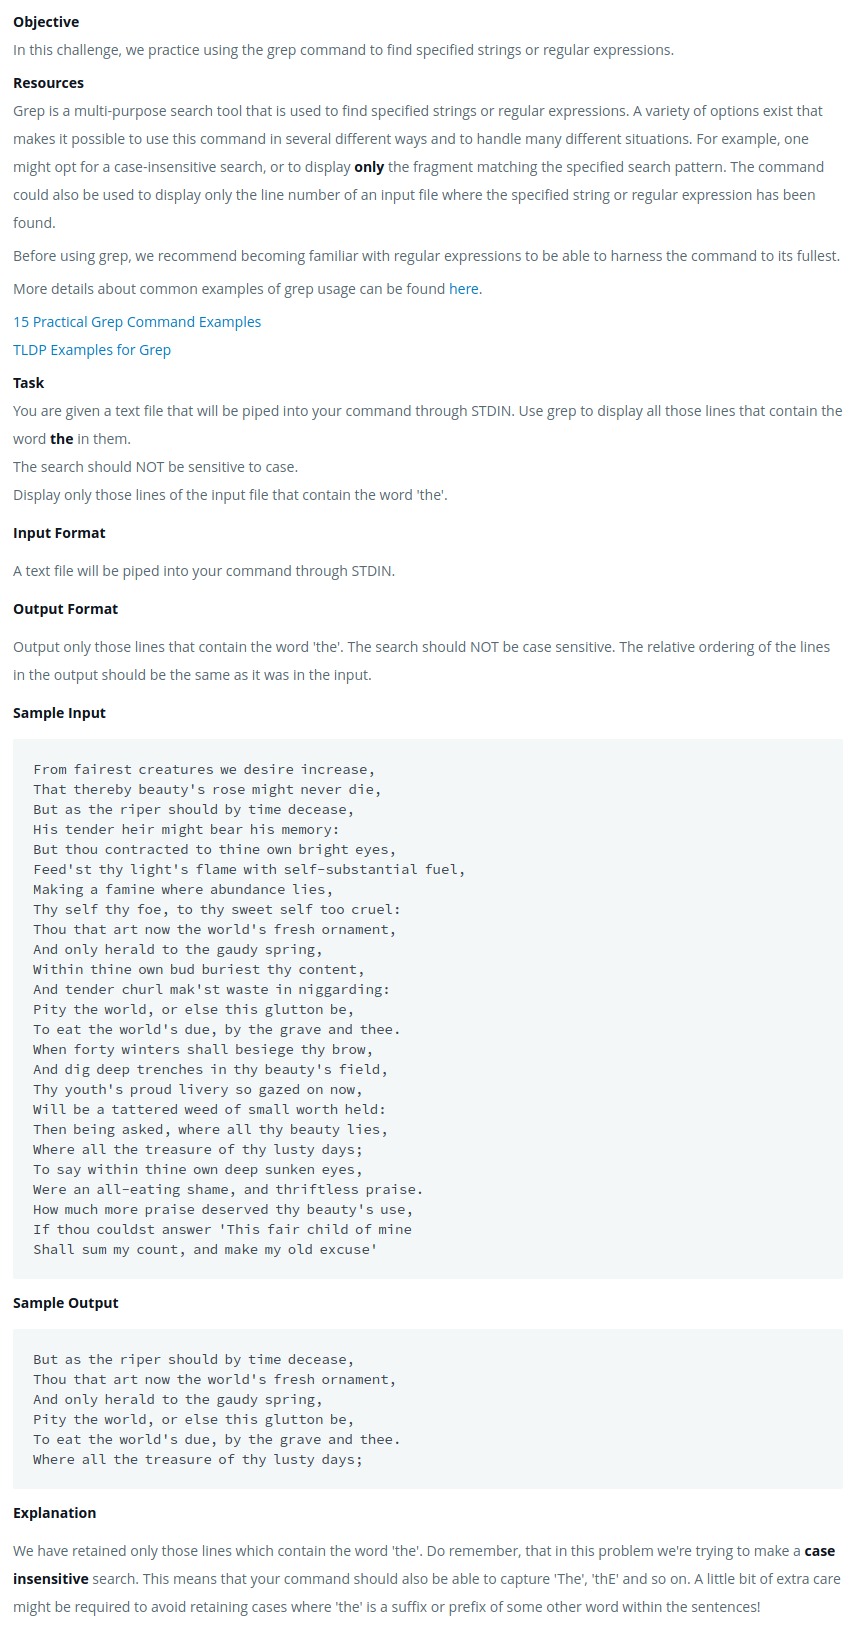 Objective
In this challenge, we practice using the grep command to find specified strings or regular expressions.
Resources
Grep is a multi-purpose search tool that is used to find specified strings or regular expressions. A variety of options exist that
makes it possible to use this command in several different ways and to handle many different situations. For example, one
might opt for a case-insensitive search, or to display only the fragment matching the specified search pattern. The command
could also be used to display only the line number of an input file where the specified string or regular expression has been
found.
Before using grep, we recommend becoming familiar with regular expressions to be able to harness the command to its fullest.
More details about common examples of grep usage can be found here.
15 Practical Grep Command Examples
TLDP Examples for Grep
Task
You are given a text file that will be piped into your command through STDIN. Use grep to display all those lines that contain the
word the in them.
The search should NOT be sensitive to case.
Display only those lines of the input file that contain the word 'the'.
Input Format
A text file will be piped into your command through STDIN.
Output Format
Output only those lines that contain the word 'the'. The search should NOT be case sensitive. The relative ordering of the lines
in the output should be the same as it was in the input.
Sample Input
From fairest creatures we desire increase,
That thereby beauty's rose might never die,
But as the riper should by time decease,
His tender heir might bear his memory:
But thou contracted to thine own bright eyes,
Feed'st thy light's flame with self-substantial fuel,
Making a famine where abundance lies,
Thy self thy foe, to thy sweet self too cruel:
Thou that art now the world's fresh ornament,
And only herald to the gaudy spring,
Within thine own bud buriest thy content,
And tender churl mak'st waste in niggarding:
Pity the world, or else this glutton be,
To eat the world's due, by the grave and thee.
When forty winters shall besiege thy brow,
And dig deep trenches in thy beauty's field,
Thy youth's proud livery so gazed on now,
Will be a tattered weed of small worth held:
Then being asked, where all thy beauty lies,
Where all the treasure of thy lusty days;
To say within thine own deep sunken eyes,
Were an all-eating shame, and thriftless praise.
How much more praise deserved thy beauty's use,
If thou couldst answer 'This fair child of mine
Shall sum my count, and make my old excuse'
Sample Output
But as the riper should by time decease,
Thou that art now the world's fresh ornament,
And only herald to the gaudy spring,
Pity the world, or else this glutton be,
To eat the world's due, by the grave and thee.
Where all the treasure of thy lusty days;
Explanation
We have retained only those lines which contain the word 'the'. Do remember, that in this problem we're trying to make a case
insensitive search. This means that your command should also be able to capture 'The', 'thE' and so on. A little bit of extra care
might be required to avoid retaining cases where 'the' is a suffix or prefix of some other word within the sentences!